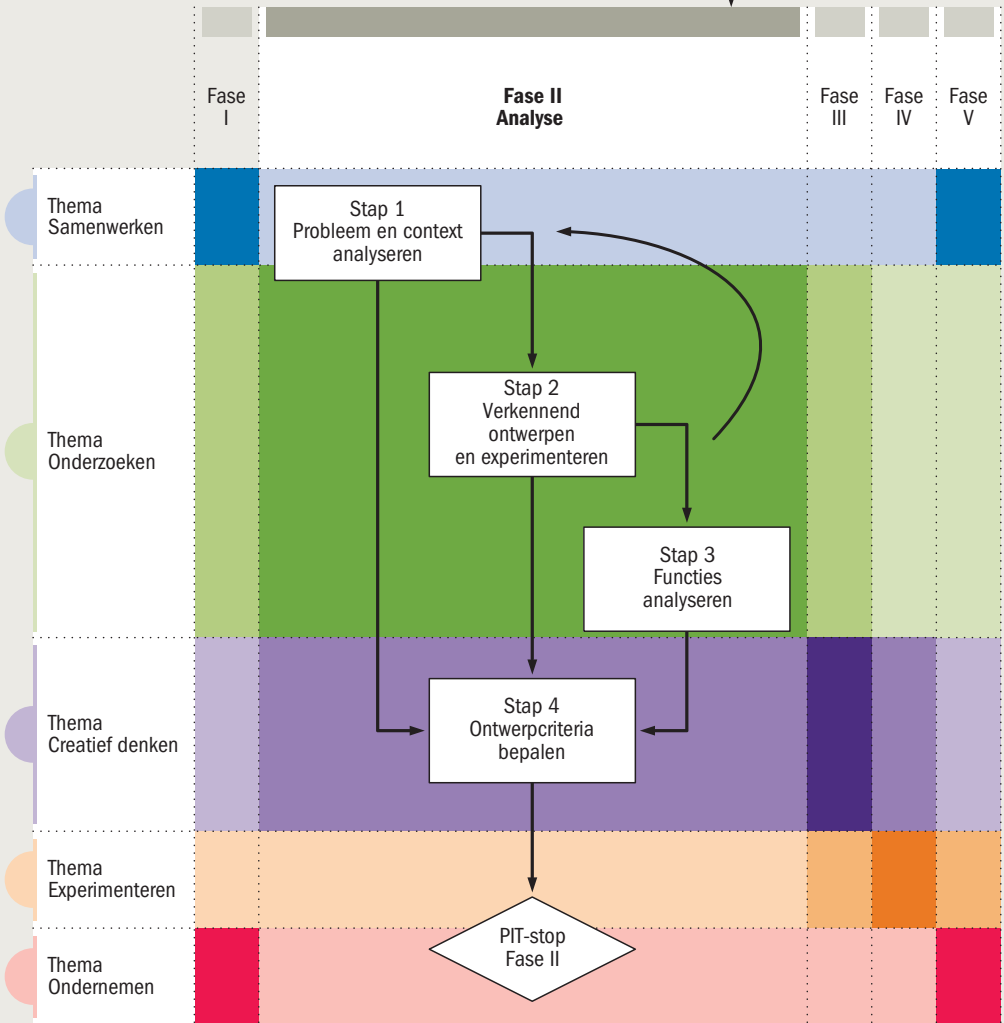 Fase
I
Fase II
Analyse
Fase
III
Fase
IV
Fase
V
Thema
Samenwerken
Stap 1
Probleem en context
analyseren
Thema
Onderzoeken
Stap 2
Verkennend
ontwerpen
en experimenteren
Stap 3
Functies
analyseren
Thema
Creatief denken
Stap 4
Ontwerpcriteria
bepalen
Thema
Experimenteren
PIT-stop
Fase II
Thema
Ondernemen